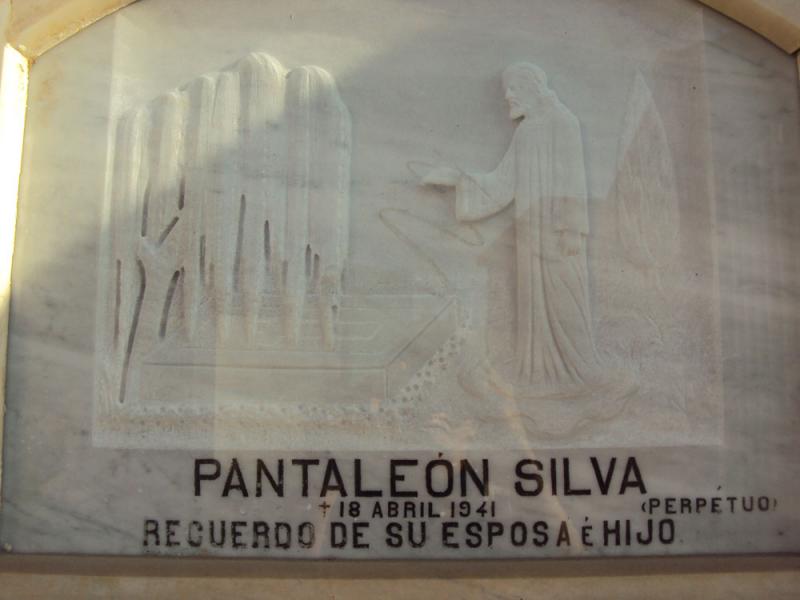 PANTALEÓN SILVA
† 18 ABRIL 1941
(PERPÉTUO)
RECUERDO DE SU ESPOSA É HIJO